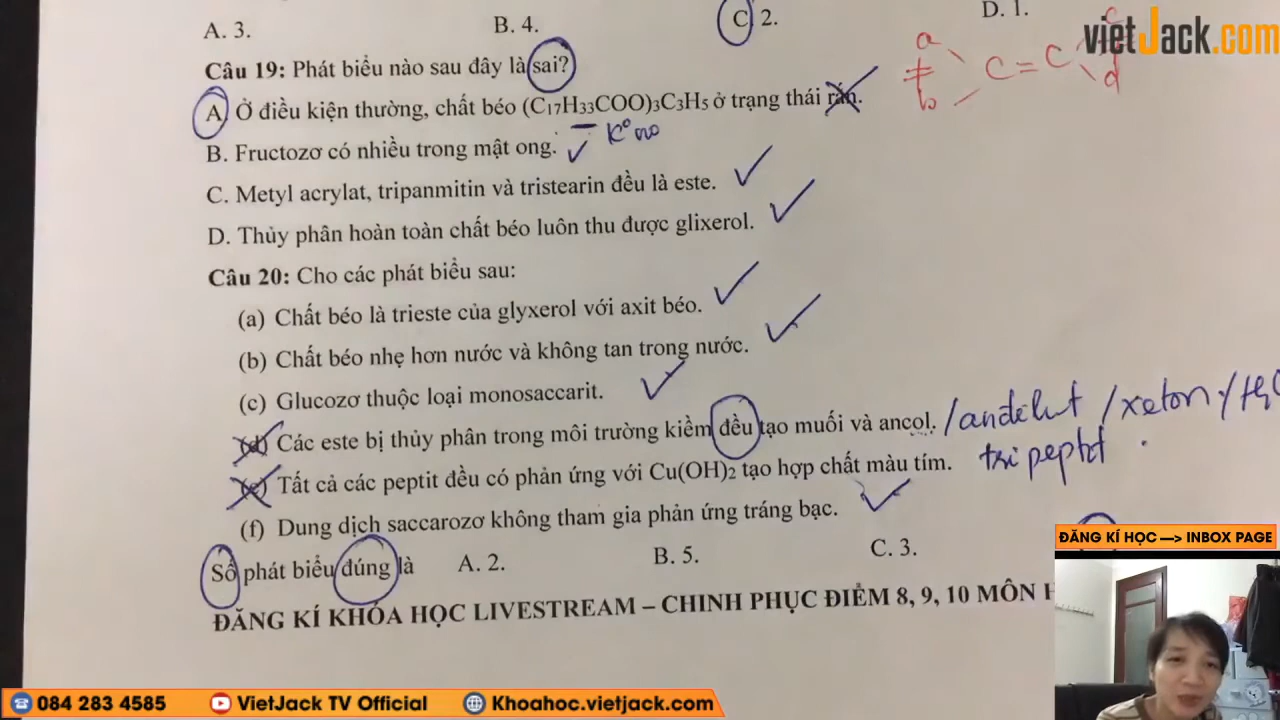 A. 3. B. 4. C. 2. D. 1.
vietJack.com
Câu 19: Phát biểu nào sau đây là sai?
a c
C = C
b d
A. Ở điều kiện thường, chất béo (C17H33COO)3C3H5 ở trạng thái rắn.
K° no
B. Fructozơ có nhiều trong mật ong.
C. Metyl acrylat, tripanmitin và tristearin đều là este.
D. Thủy phân hoàn toàn chất béo luôn thu được glixerol.
Câu 20: Cho các phát biểu sau:
(a) Chất béo là trieste của glyxerol với axit béo.
(b) Chất béo nhẹ hơn nước và không tan trong nước.
(c) Glucozơ thuộc loại monosaccarit.
(d) Các este bị thủy phân trong môi trường kiềm đều tạo muối và ancol. /andehit /xeton /H2O
(e) Tất cả các peptit đều có phản ứng với Cu(OH)2 tạo hợp chất màu tím. tri peptit
(f) Dung dịch saccarozơ không tham gia phản ứng tráng bạc.
Số phát biểu đúng là A. 2. B. 5. C. 3.
ĐĂNG KÍ HỌC —> INBOX PAGE
ĐĂNG KÍ KHÓA HỌC LIVESTREAM – CHINH PHỤC ĐIỂM 8, 9, 10 MÔN H
084 283 4585 VietJack TV Official Khoahoc.vietjack.com